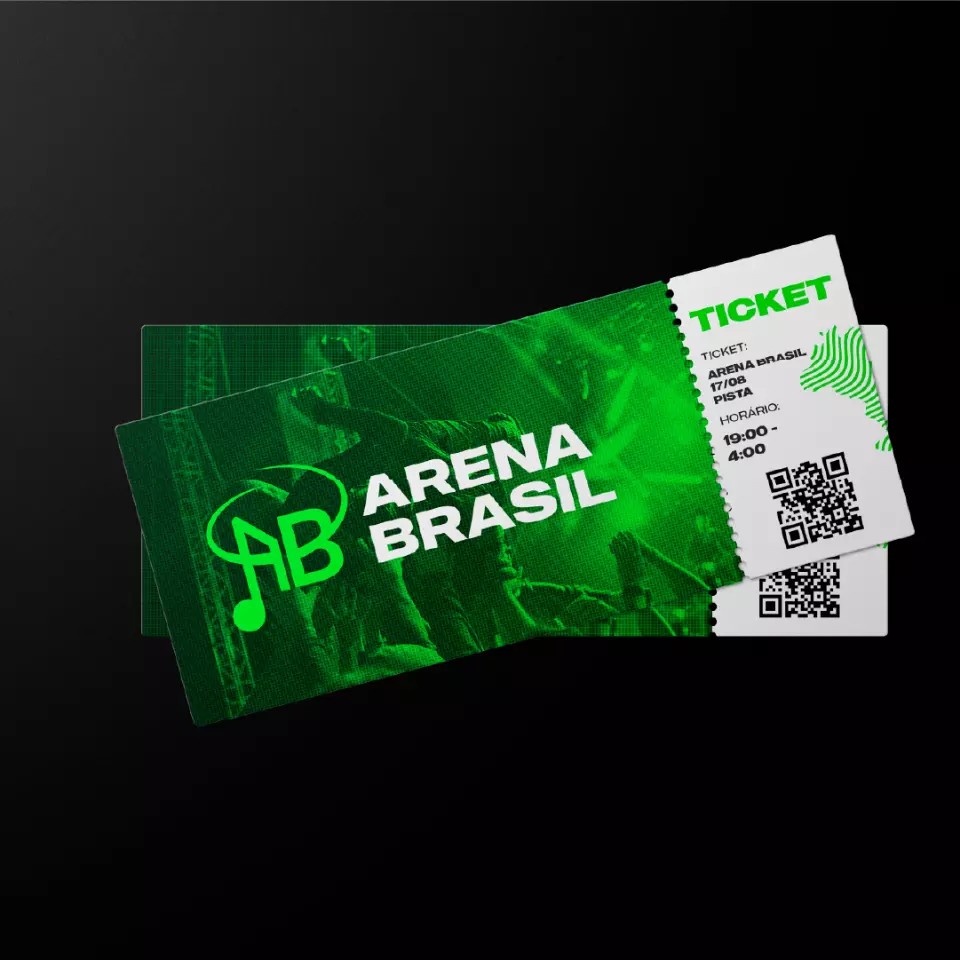 AB
ARENA
BRASIL
TICKET
TICKET:
ARENA BRASIL
17/08
PISTA
HORÁRIO:
19:00 -
4:00